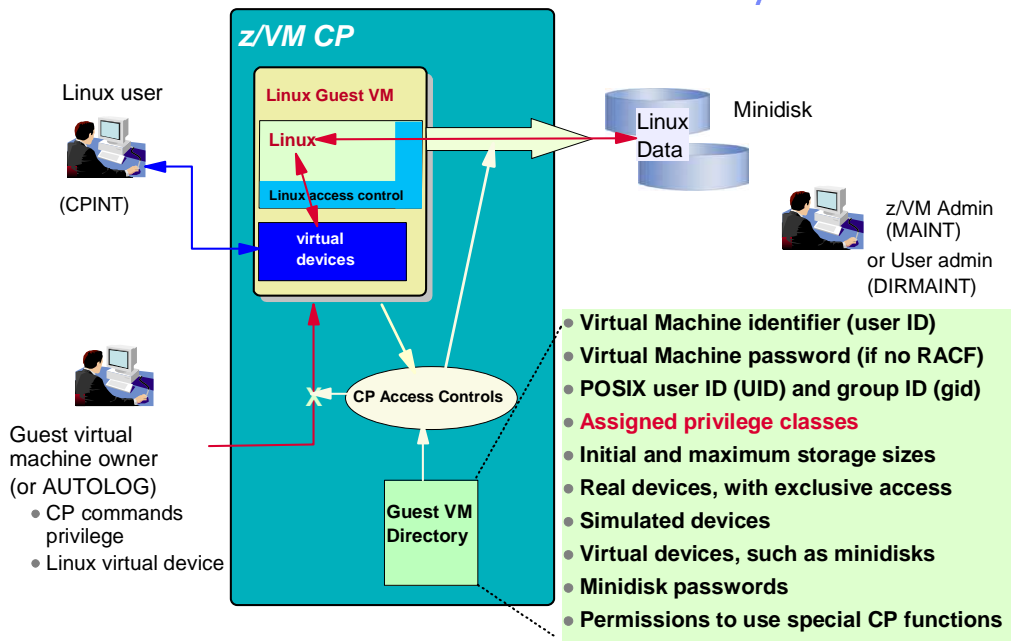 z/VM CP
Linux user
(CPINT)
Linux Guest VM
Linux
Linux access control
virtual
devices
Linux
Data
Minidisk
z/VM Admin
(MAINT)
or User admin
(DIRMAINT)
Guest virtual
machine owner
(or AUTOLOG)
• CP commands
privilege
• Linux virtual device
X
CP Access Controls
Guest VM
Directory
• Virtual Machine identifier (user ID)
• Virtual Machine password (if no RACF)
• POSIX user ID (UID) and group ID (gid)
• Assigned privilege classes
• Initial and maximum storage sizes
• Real devices, with exclusive access
• Simulated devices
• Virtual devices, such as minidisks
• Minidisk passwords
• Permissions to use special CP functions